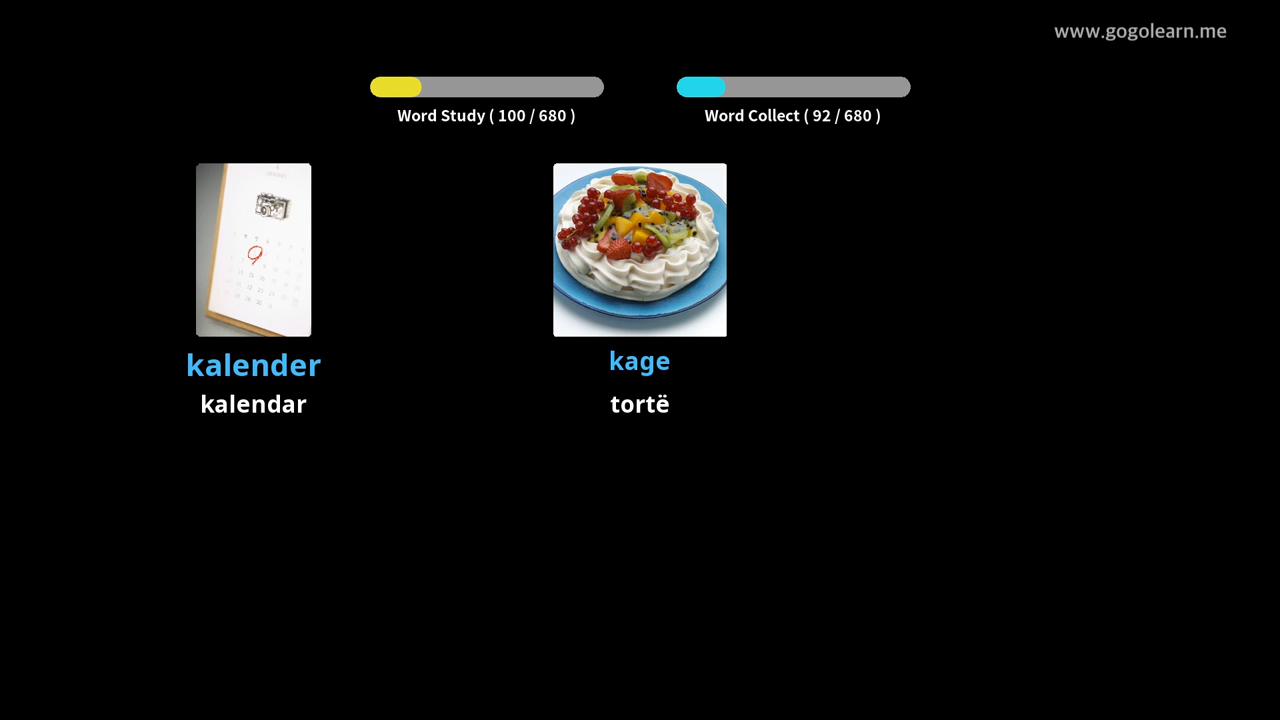 www.gogolearn.me
Word Study ( 100 / 680 )
Word Collect ( 92 / 680 )
kalender
kage
kalendar
tortë